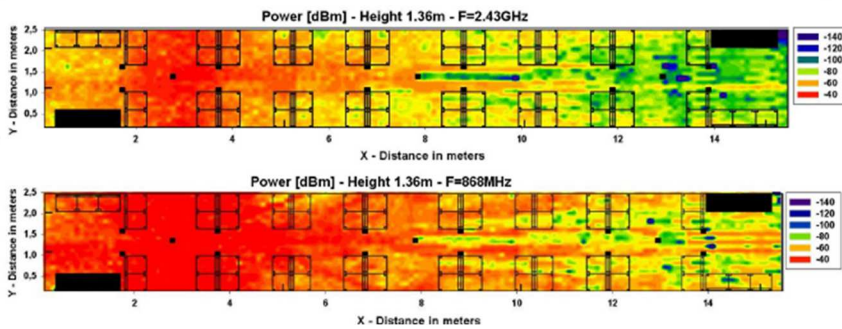 Power [dBm] - Height 1.36m - F=2.43GHz
2,5
2,0
1,5
1,0
0,5
Y - Distance in meters
2 4 6 8 10 12 14
X - Distance in meters
-140
-120
-100
-80
-60
-40
Power [dBm] - Height 1.36m - F=868MHz
2,5
2,0
1,5
1,0
0,5
Y - Distance in meters
2 4 6 8 10 12 14
X - Distance in meters
-140
-120
-100
-80
-60
-40